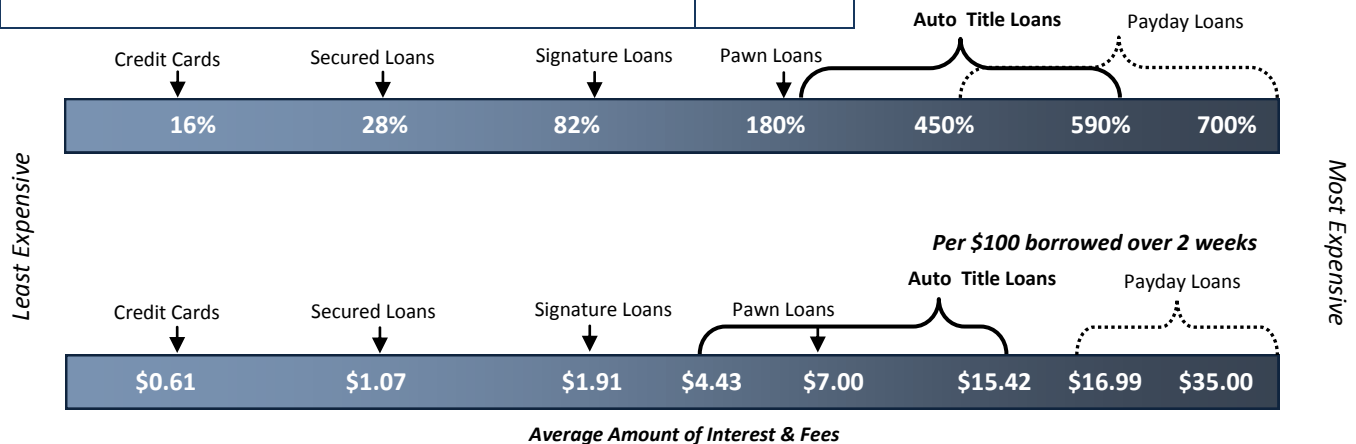 Auto Title Loans
Payday Loans
Credit Cards
Secured Loans
Signature Loans
Pawn Loans
16% 28% 82% 180% 450% 590% 700%
Least Expensive
Most Expensive
Per $100 borrowed over 2 weeks
Auto Title Loans
Payday Loans
Credit Cards
Secured Loans
Signature Loans
Pawn Loans
$0.61 $1.07 $1.91 $4.43 $7.00 $15.42 $16.99 $35.00
Average Amount of Interest & Fees